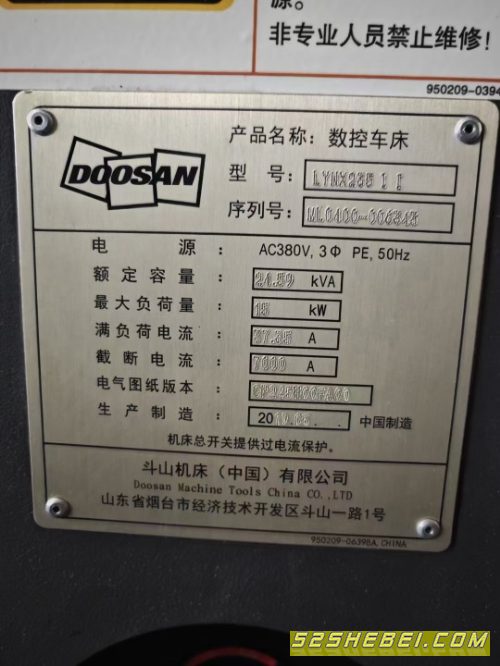 源。
非专业人员禁止维修！
950209-0394
DOOSAN
产品名称：数控车床
型 号：
序列号：
电 源 ： AC380V, 3Φ PE, 50Hz
额定容量 ： 24.59 kVA
最大负荷量 ： 15 kW
满负荷电流 ： A
截断电流 ： 7000 A
电气图纸版本 ：
生产制造 ： 中国制造
机床总开关提供过电流保护。
斗山机床（中国）有限公司
Doosan Machine Tools China CO.,LTD
山东省烟台市经济技术开发区斗山一路1号
950209-06395A, CHINA
52SHEBEI.COM